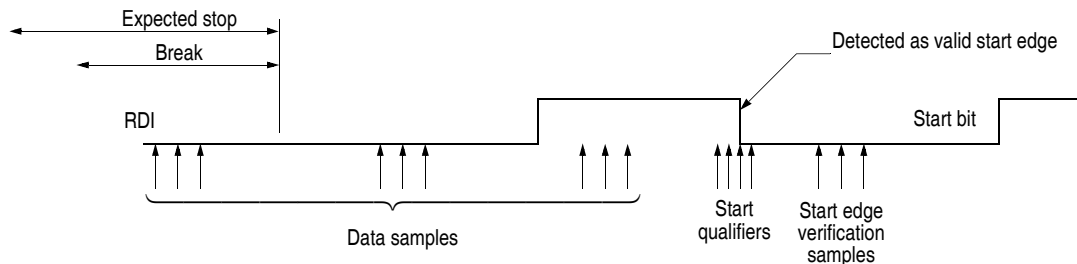 Expected stop
Break
Detected as valid start edge
RDI
Start bit
Data samples
Start
qualifiers
Start edge
verification
samples